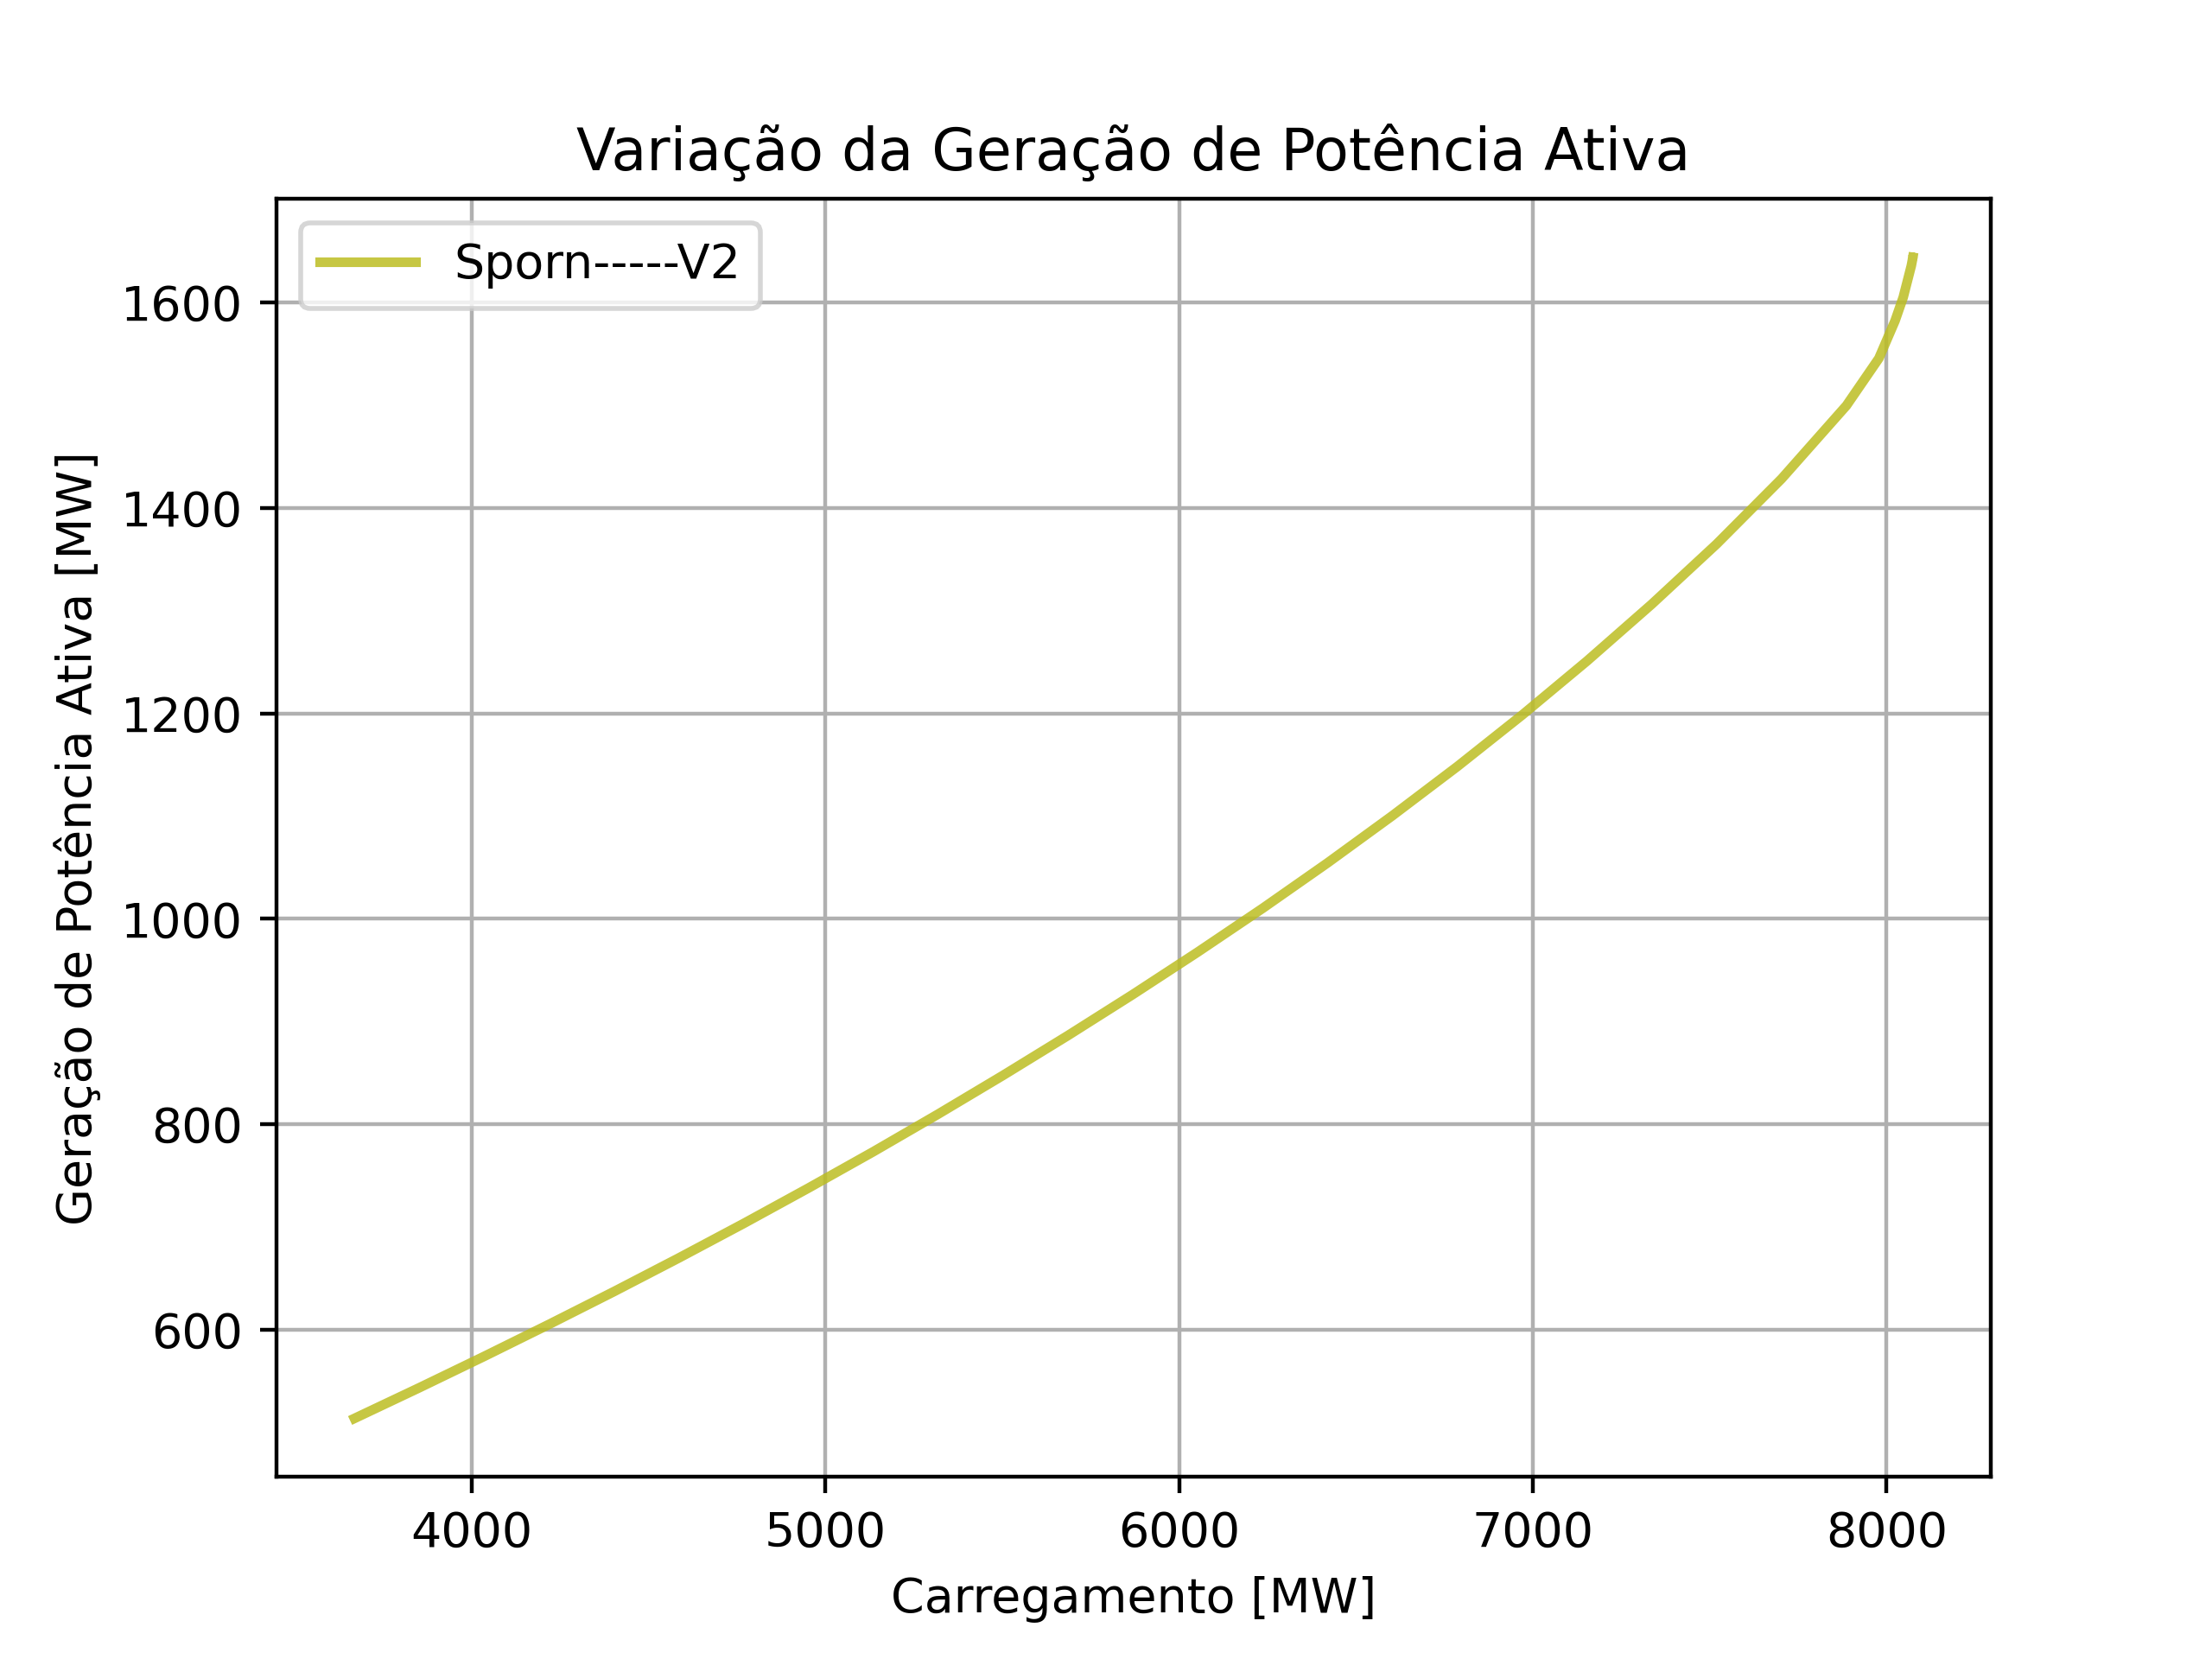 Variação da Geração de Potência Ativa
Sporn-----V2
Geração de Potência Ativa [MW]
1600
1400
1200
1000
800
600
4000 5000 6000 7000 8000
Carregamento [MW]